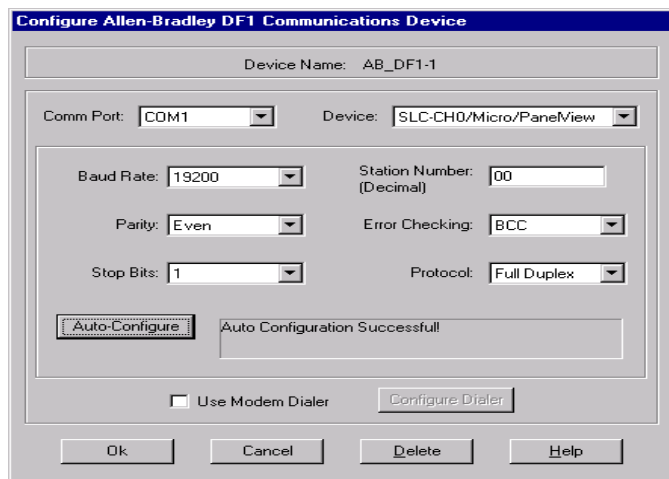 Configure Allen-Bradley DF1 Communications Device
Device Name: AB_DF1-1
Comm Port: COM1 Device: SLC-CH0/Micro/PanelView
Baud Rate: 19200 Station Number: (Decimal) 00
Parity: Even Error Checking: BCC
Stop Bits: 1 Protocol: Full Duplex
Auto-Configure Auto Configuration Successful!
Use Modem Dialer Configure Dialer
Ok Cancel Delete Help